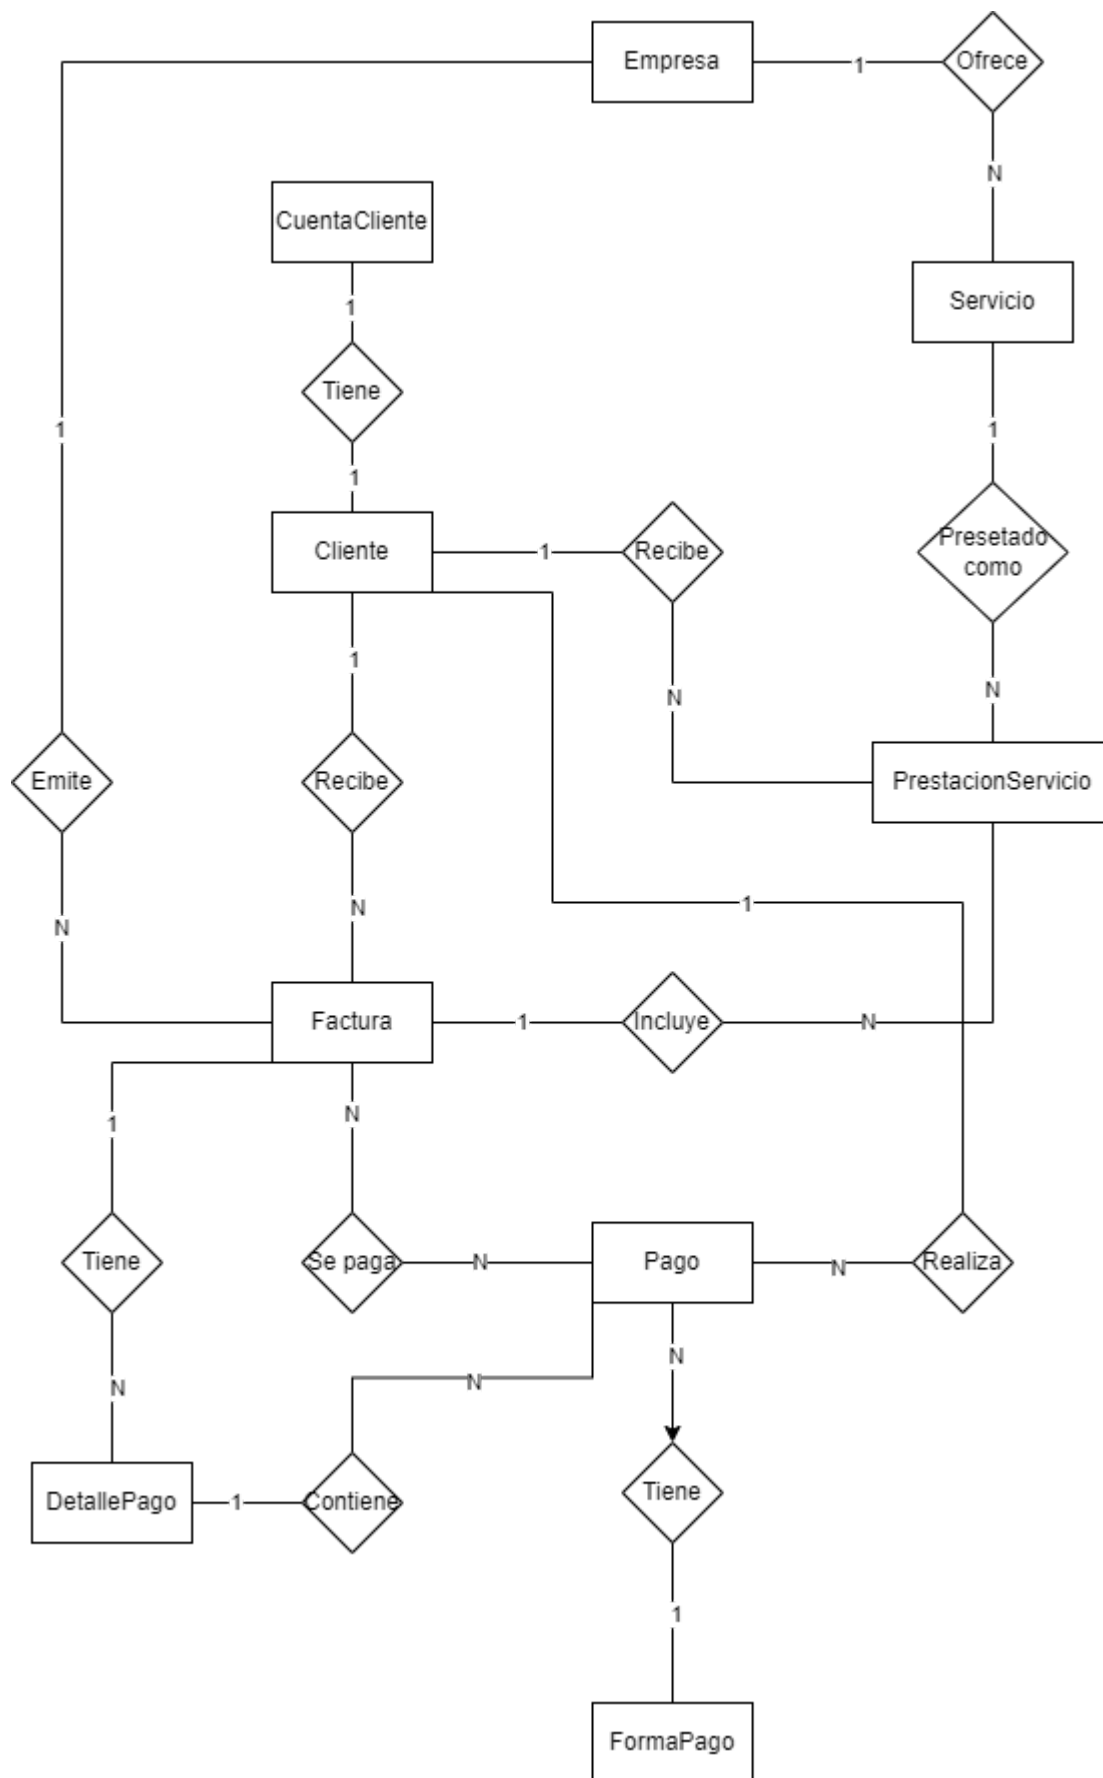 Empresa
1
Ofrece
N
CuentaCliente
Servicio
1
Tiene
1
1
1
Cliente
1
Recibe
Presetado
como
1
N
N
Emite
Recibe
PrestacionServicio
1
N
N
Factura
1
Incluye
N
N
1
Tiene
Se paga
N
Pago
N
Realiza
N
N
N
DetallePago
1
Contiene
Tiene
1
FormaPago